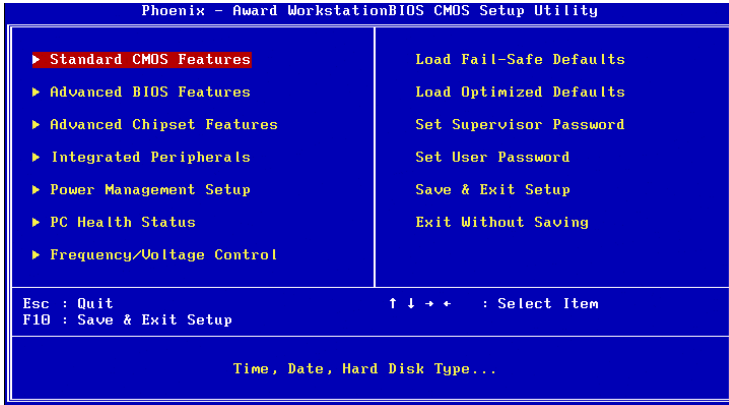 Phoenix - Award WorkstationBIOS CMOS Setup Utility
▶ Standard CMOS Features
▶ Advanced BIOS Features
▶ Advanced Chipset Features
▶ Integrated Peripherals
▶ Power Management Setup
▶ PC Health Status
▶ Frequency/Voltage Control
Load Fail-Safe Defaults
Load Optimized Defaults
Set Supervisor Password
Set User Password
Save & Exit Setup
Exit Without Saving
Esc : Quit
F10 : Save & Exit Setup
↑ ↓ → ← : Select Item
Time, Date, Hard Disk Type...